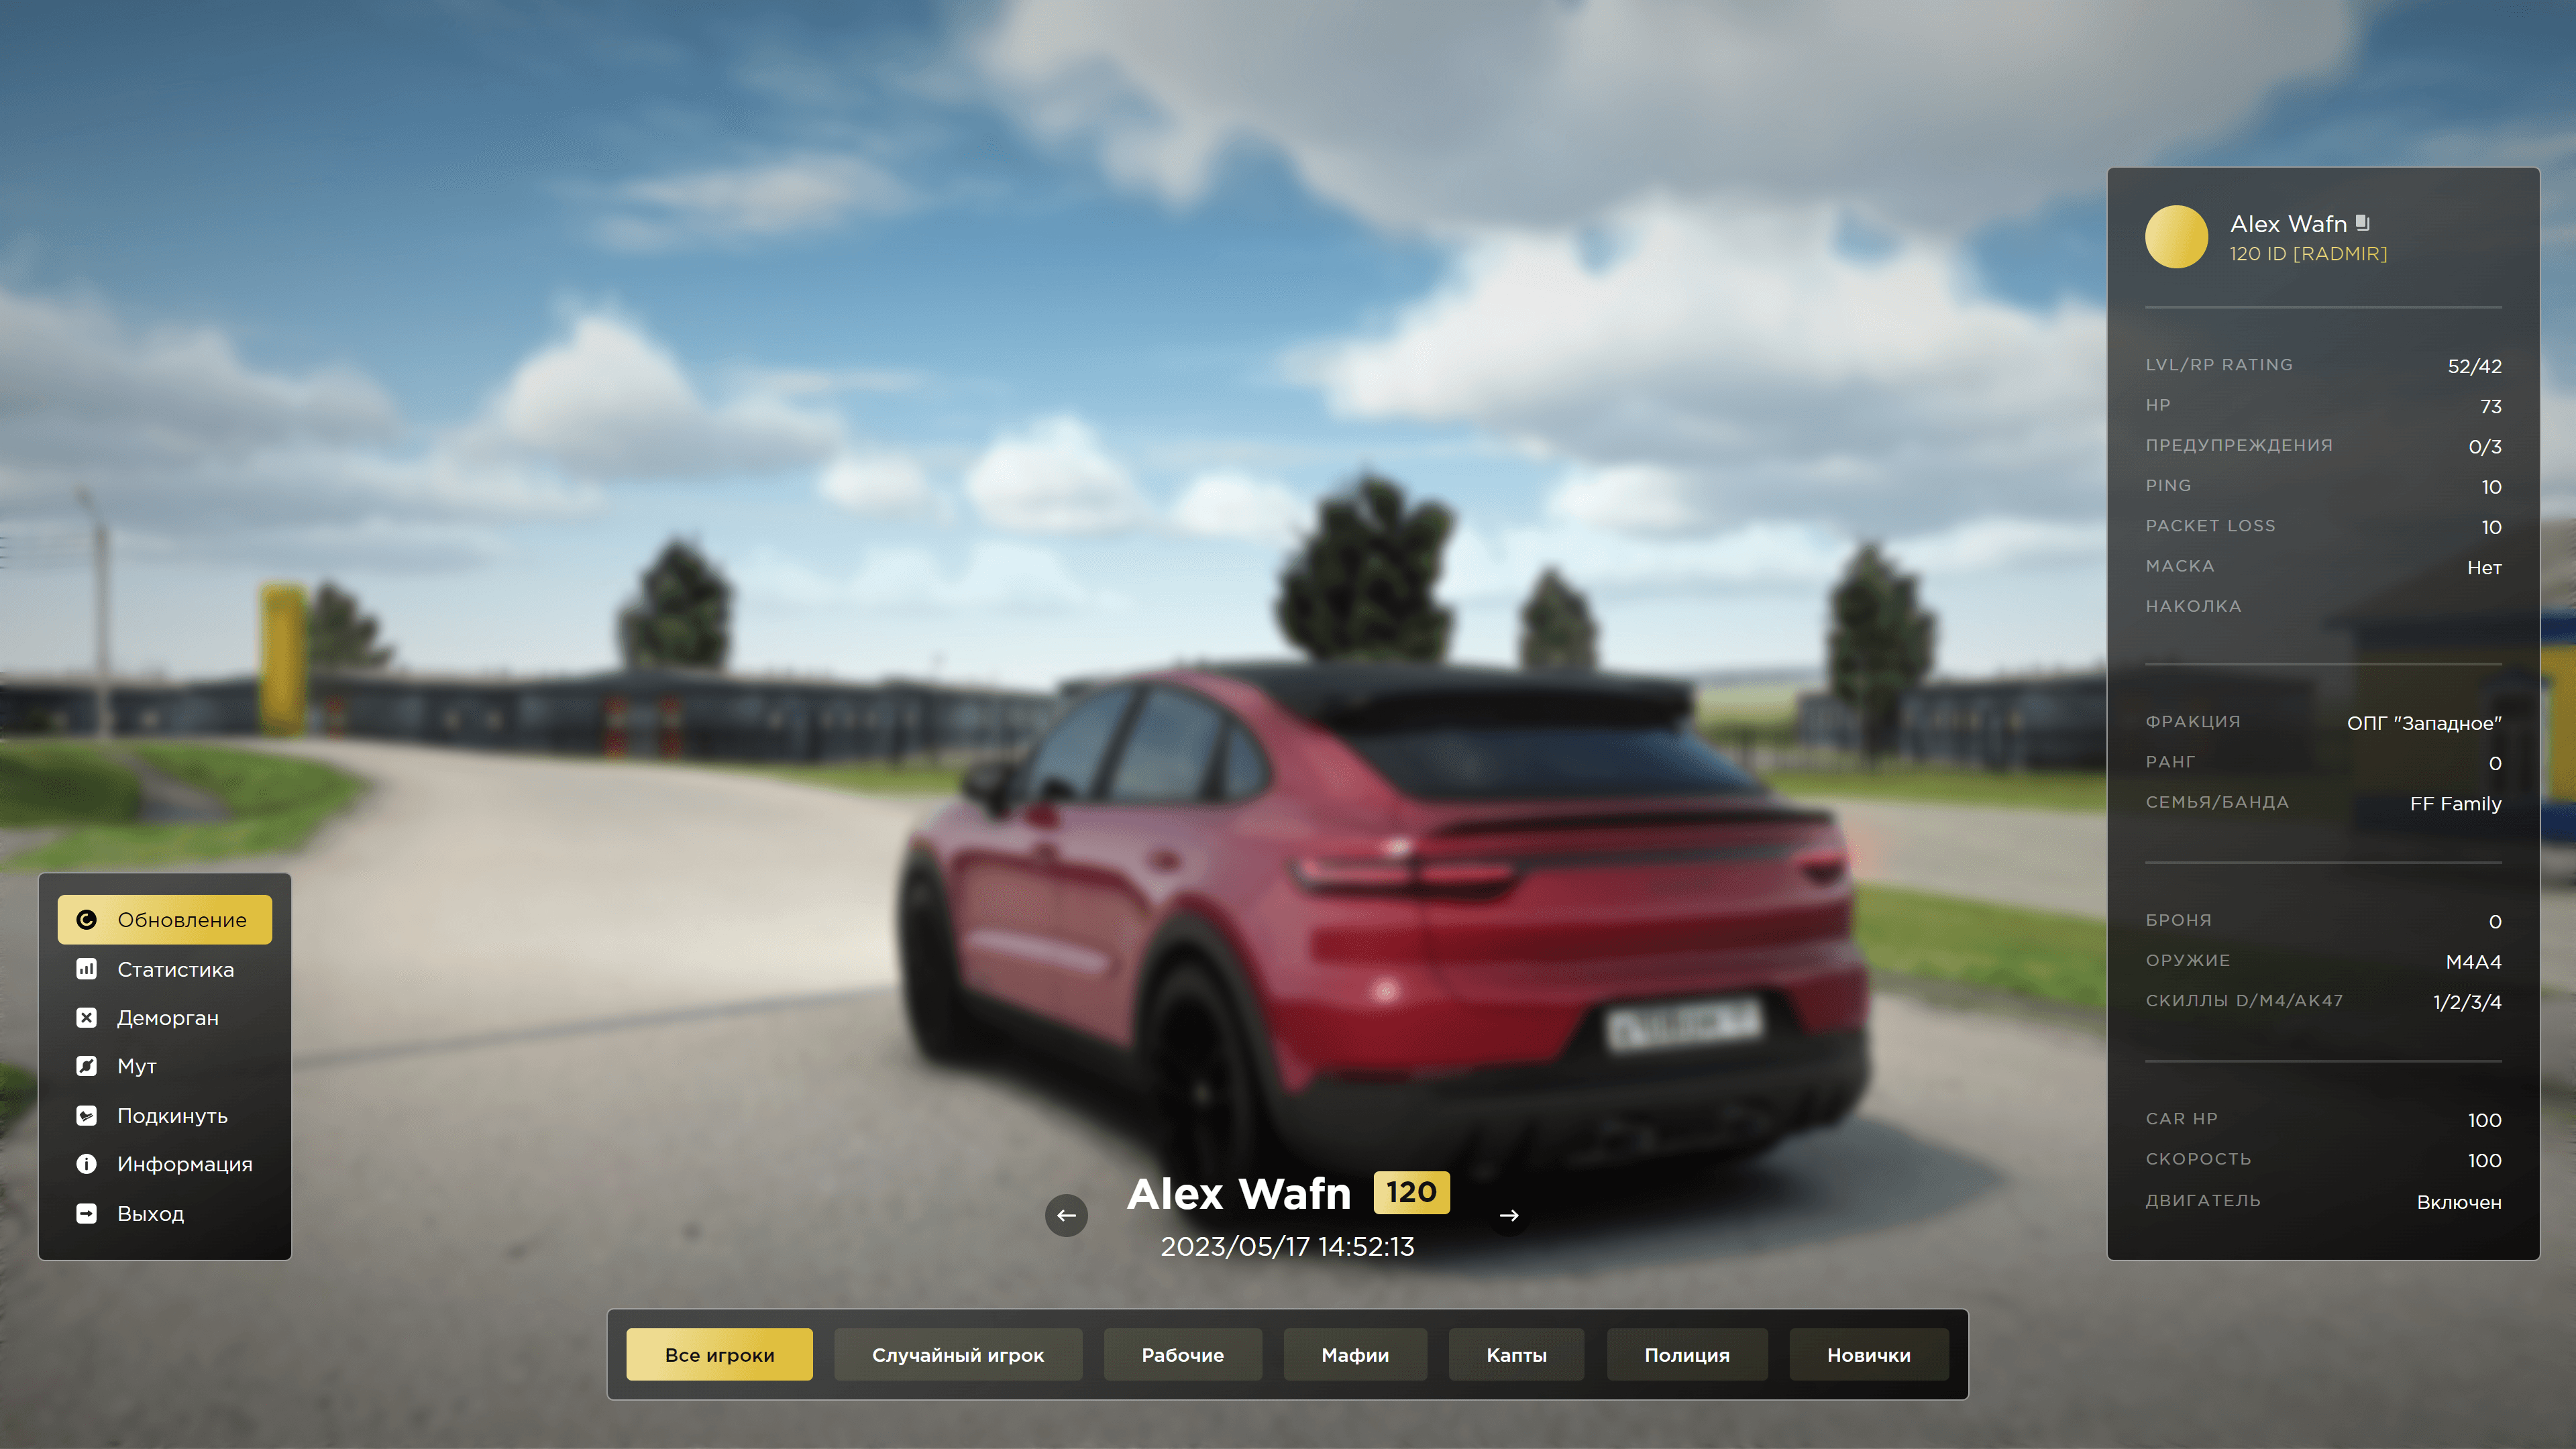 Alex Wafn
120 ID [RADMIR]
LVL/RP RATING 52/42
HP 73
ПРЕДУПРЕЖДЕНИЯ 0/3
PING 10
PACKET LOSS 10
МАСКА Нет
НАКОЛКА
ФРАКЦИЯ ОПГ "Западное"
РАНГ 0
СЕМЬЯ/БАНДА FF Family
БРОНЯ 0
ОРУЖИЕ M4A4
СКИЛЛЫ D/M4/AK47 1/2/3/4
CAR HP 100
СКОРОСТЬ 100
ДВИГАТЕЛЬ Включен
Обновление
Статистика
Деморган
Мут
Подкинуть
Информация
Выход
Alex Wafn 120
2023/05/17 14:52:13
Все игроки Случайный игрок Рабочие Мафии Капты Полиция Новички